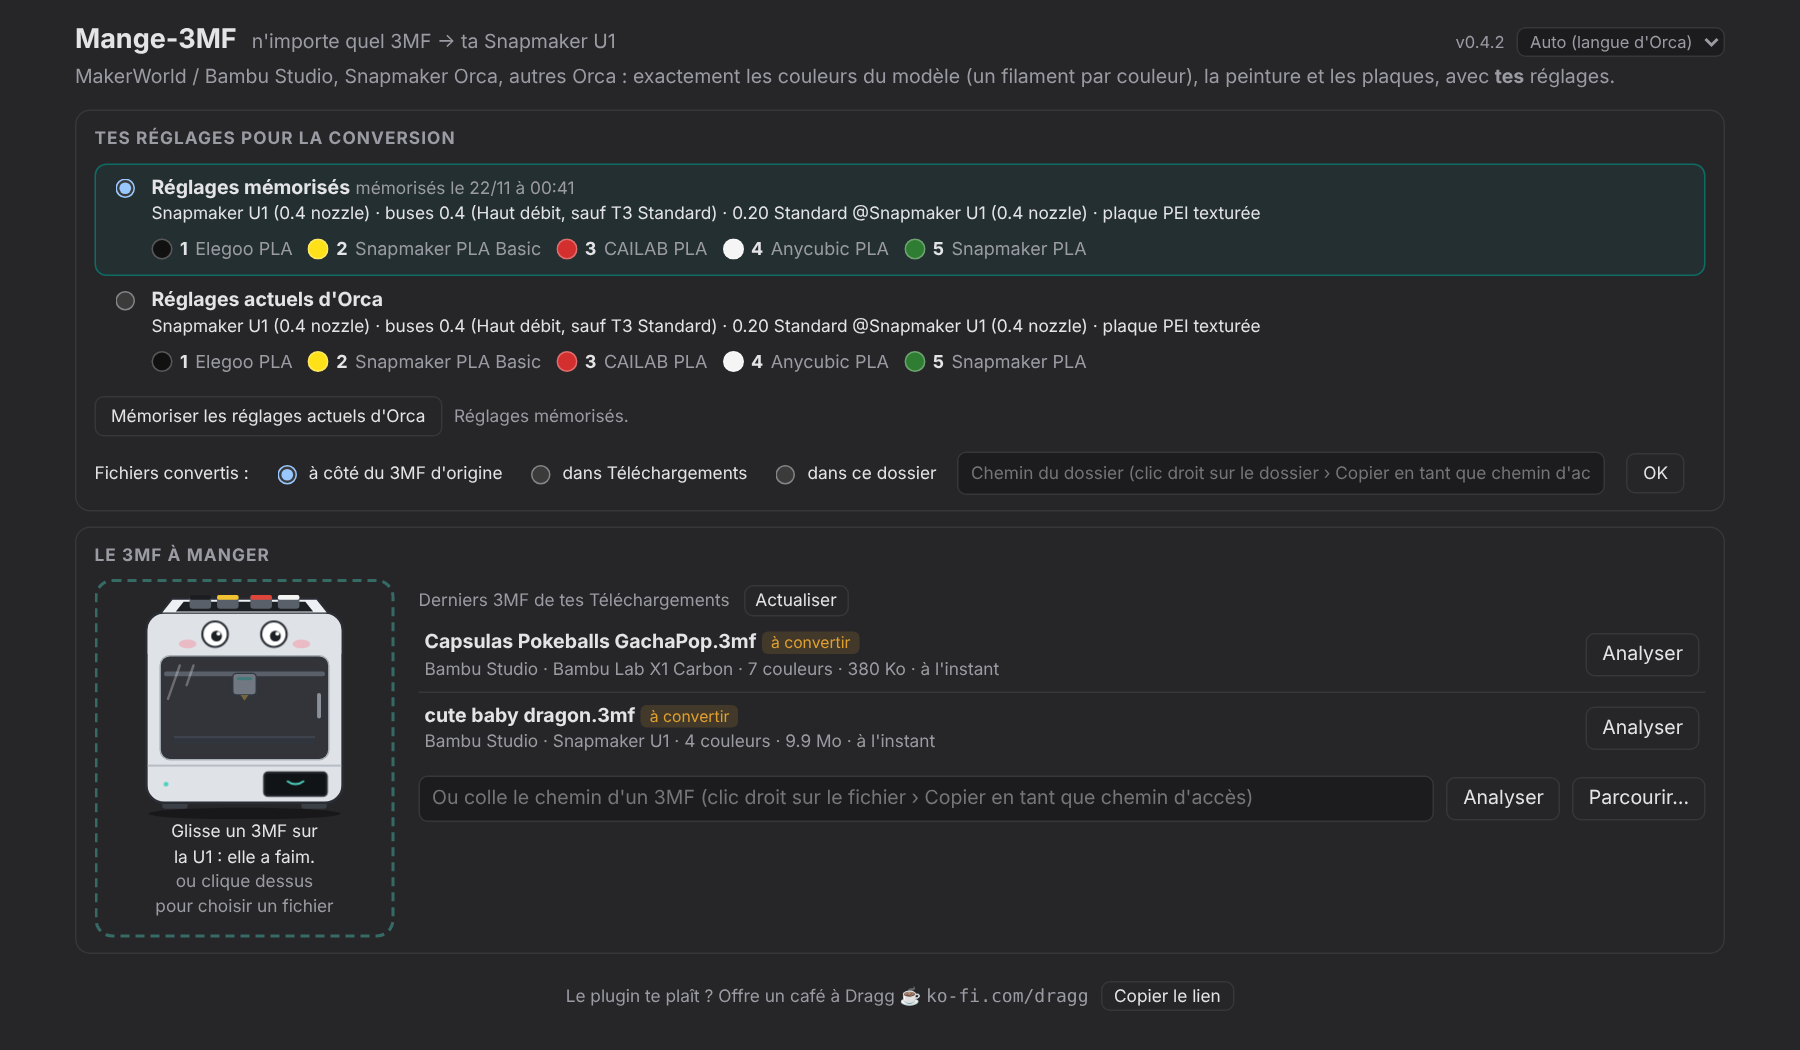 Mange-3MF n'importe quel 3MF → ta Snapmaker U1
v0.4.2 Auto (langue d'Orca)
MakerWorld / Bambu Studio, Snapmaker Orca, autres Orca : exactement les couleurs du modèle (un filament par couleur), la peinture et les plaques, avec tes réglages.
TES RÉGLAGES POUR LA CONVERSION
Réglages mémorisés mémorisés le 22/11 à 00:41
Snapmaker U1 (0.4 nozzle) · buses 0.4 (Haut débit, sauf T3 Standard) · 0.20 Standard @Snapmaker U1 (0.4 nozzle) · plaque PEI texturée
1 Elegoo PLA 2 Snapmaker PLA Basic 3 CAILAB PLA 4 Anycubic PLA 5 Snapmaker PLA
Réglages actuels d'Orca
Snapmaker U1 (0.4 nozzle) · buses 0.4 (Haut débit, sauf T3 Standard) · 0.20 Standard @Snapmaker U1 (0.4 nozzle) · plaque PEI texturée
1 Elegoo PLA 2 Snapmaker PLA Basic 3 CAILAB PLA 4 Anycubic PLA 5 Snapmaker PLA
Mémoriser les réglages actuels d'Orca Réglages mémorisés.
Fichiers convertis : à côté du 3MF d'origine dans Téléchargements dans ce dossier Chemin du dossier (clic droit sur le dossier › Copier en tant que chemin d'ac OK
LE 3MF À MANGER
Glisse un 3MF sur
la U1 : elle a faim.
ou clique dessus
pour choisir un fichier
Derniers 3MF de tes Téléchargements Actualiser
Capsulas Pokeballs GachaPop.3mf à convertir
Bambu Studio · Bambu Lab X1 Carbon · 7 couleurs · 380 Ko · à l'instant
Analyser
cute baby dragon.3mf à convertir
Bambu Studio · Snapmaker U1 · 4 couleurs · 9.9 Mo · à l'instant
Analyser
Ou colle le chemin d'un 3MF (clic droit sur le fichier › Copier en tant que chemin d'accès) Analyser Parcourir...
Le plugin te plaît ? Offre un café à Dragg ☕ ko-fi.com/dragg Copier le lien